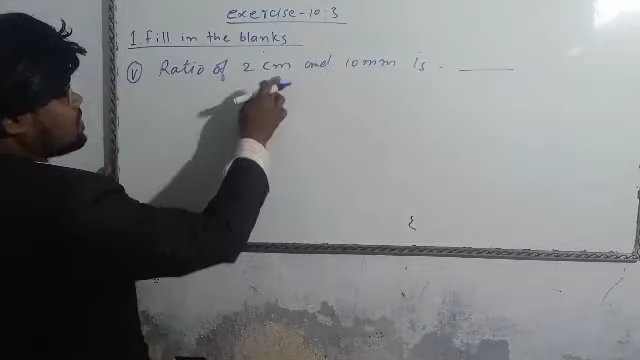 exercise-10.3
1. fill in the blanks
(v) Ratio of 2 cm and 10mm is. ____